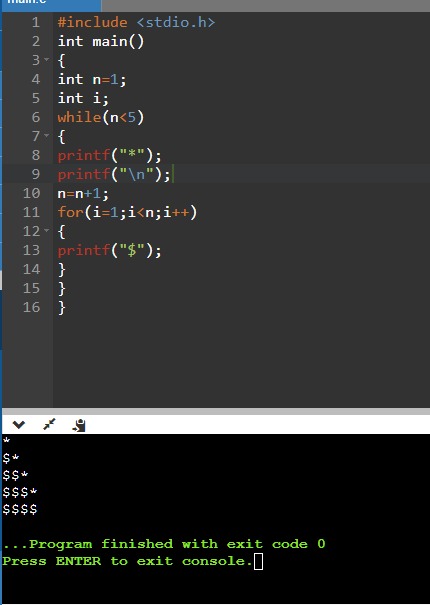 main.c
1 #include <stdio.h>
2 int main()
3 {
4 int n=1;
5 int i;
6 while(n<5)
7 {
8 printf("*");
9 printf("\n");
10 n=n+1;
11 for(i=1;i<n;i++)
12 {
13 printf("$");
14 }
15 }
16 }
*
$*
$$*
$$$*
$$$$
...Program finished with exit code 0
Press ENTER to exit console.